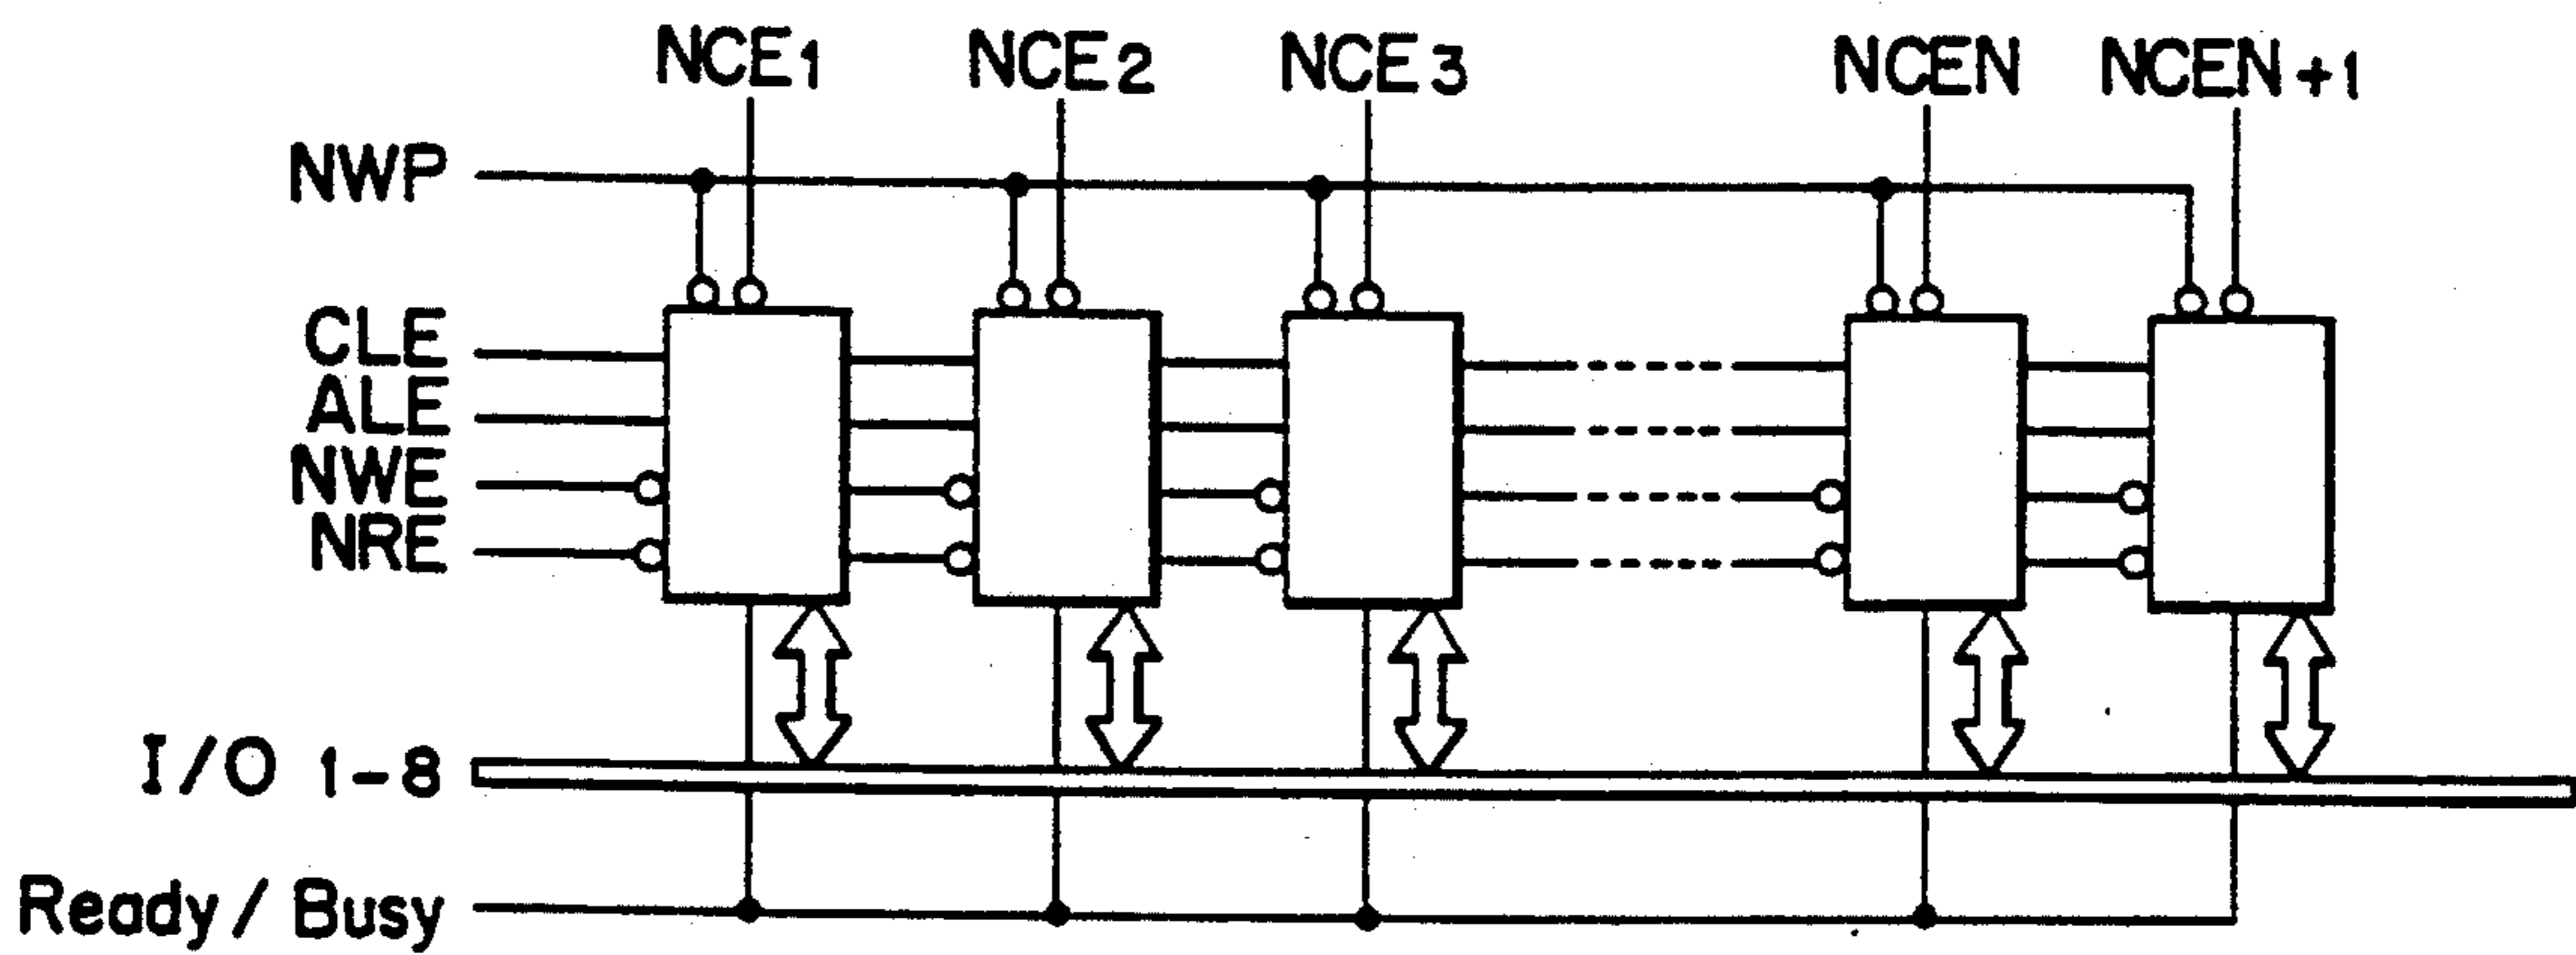 NCE1 NCE2 NCE3 NCEN NCEN+1
NWP
CLE
ALE
NWE
NRE
I/O 1-8
Ready/Busy